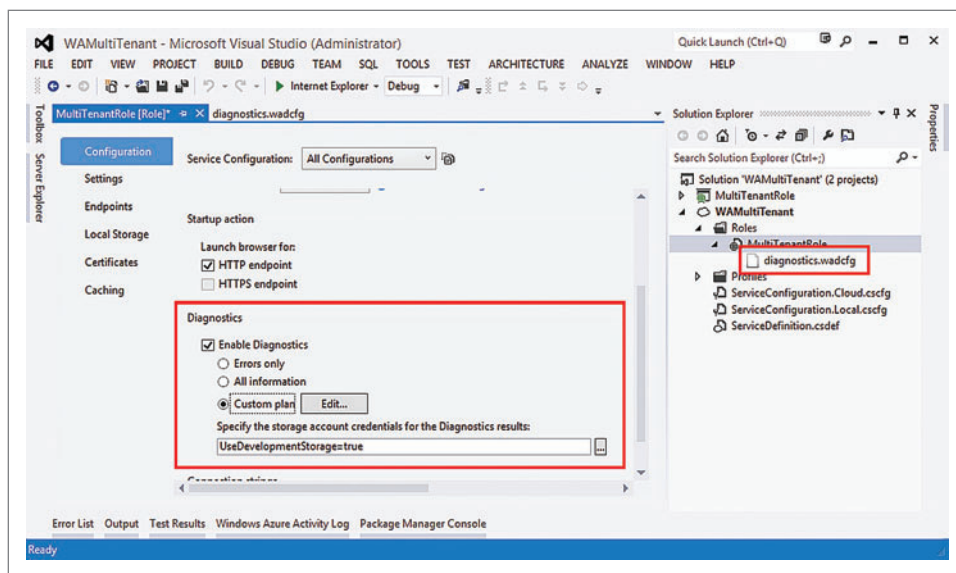 WAMultiTenant - Microsoft Visual Studio (Administrator)
Quick Launch (Ctrl+Q)
FILE EDIT VIEW PROJECT BUILD DEBUG TEAM SQL TOOLS TEST ARCHITECTURE ANALYZE WINDOW HELP
Internet Explorer
Debug
Toolbox
Server Explorer
MultiTenantRole [Role]*
diagnostics.wadcfg
Configuration
Settings
Endpoints
Local Storage
Certificates
Caching
Service Configuration: All Configurations
Startup action
Launch browser for:
HTTP endpoint
HTTPS endpoint
Diagnostics
Enable Diagnostics
Errors only
All information
Custom plan Edit...
Specify the storage account credentials for the Diagnostics results:
UseDevelopmentStorage=true
...
Connection strings
Solution Explorer
Properties
Search Solution Explorer (Ctrl+;)
Solution 'WAMultiTenant' (2 projects)
MultiTenantRole
WAMultiTenant
Roles
MultiTenantRole
diagnostics.wadcfg
Profiles
ServiceConfiguration.Cloud.cscfg
ServiceConfiguration.Local.cscfg
ServiceDefinition.csdef
Error List Output Test Results Windows Azure Activity Log Package Manager Console
Ready